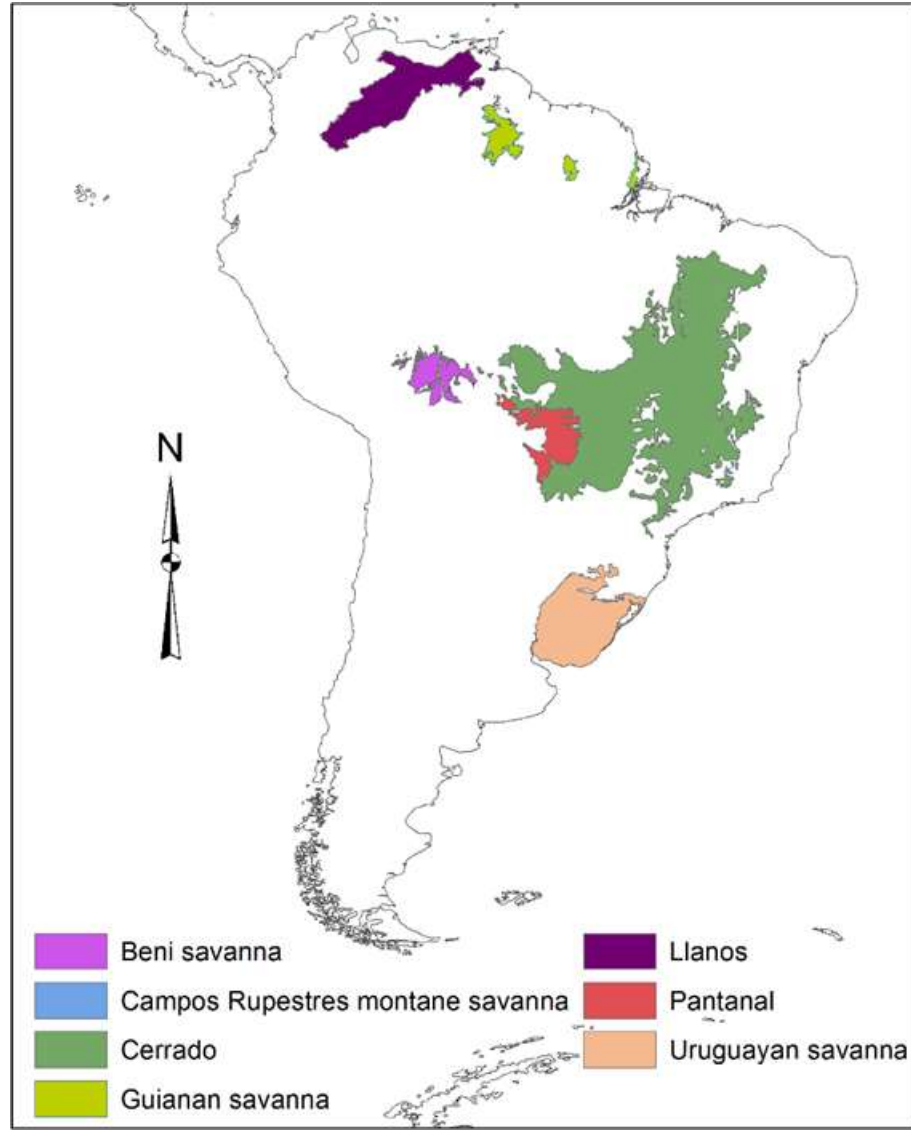 N
Beni savanna
Campos Rupestres montane savanna
Cerrado
Guianan savanna
Llanos
Pantanal
Uruguayan savanna